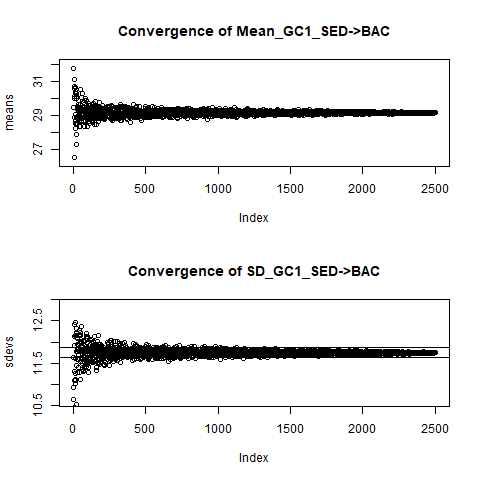 Convergence of Mean_GC1_SED->BAC
means
31
29
27
0 500 1000 1500 2000 2500
Index
Convergence of SD_GC1_SED->BAC
sdevs
12.5
11.5
10.5
0 500 1000 1500 2000 2500
Index